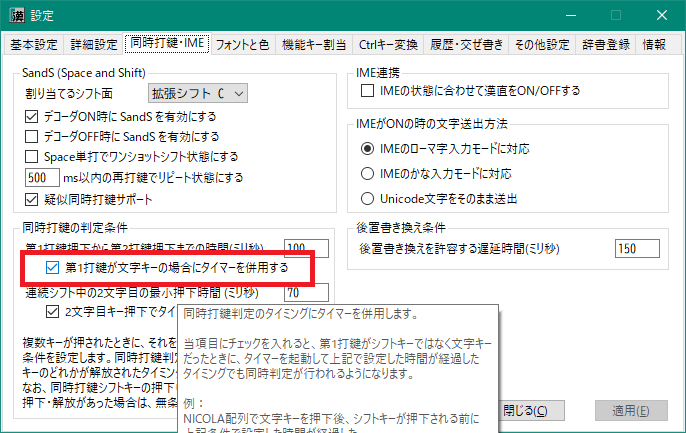 設定
基本設定 詳細設定 同時打鍵・IME フォントと色 機能キー割当 Ctrlキー変換 履歴・交ぜ書き その他設定 辞書登録 情報
SandS (Space and Shift)
割り当てるシフト面 拡張シフト C
デコーダON時に SandS を有効にする
デコーダOFF時に SandS を有効にする
Space単打でワンショットシフト状態にする
500 ms以内の再打鍵でリピート状態にする
疑似同時打鍵サポート
IME連携
IMEの状態に合わせて漢直をON/OFFする
IMEがONの時の文字送出方法
IMEのローマ字入力モードに対応
IMEのかな入力モードに対応
Unicode文字をそのまま送出
同時打鍵の判定条件
第1打鍵押下から第2打鍵押下までの時間(ミリ秒) 100
第1打鍵が文字キーの場合にタイマーを併用する
連続シフト中の2文字目の最小押下時間 (ミリ秒) 70
2文字目キー押下でタイ
複数キーが押されたときに、それを
条件を設定します。同時打鍵判定
キーのどれかが解放されたタイミン
なお、同時打鍵シフトキーの押下
押下・解放があった場合は、無条
後置書き換え条件
後置書き換えを許容する遅延時間(ミリ秒) 150
同時打鍵判定のタイミングにタイマーを併用します。
当項目にチェックを入れると、第1打鍵がシフトキーではなく文字キー
だったときに、タイマーを起動して上記で設定した時間が経過した
タイミングでも同時判定が行われるようになります。
例：
NICOLA配列で文字キーを押下後、シフトキーが押下される前に
上記条件で設定した時間が経過した
閉じる(C) 適用(E)